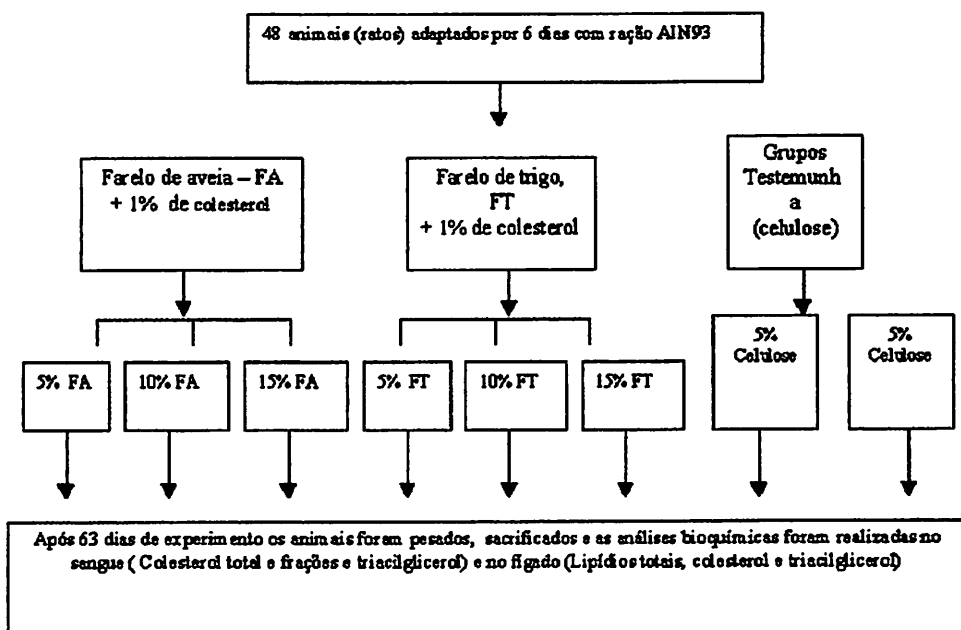 48 animais (ratos) adaptados por 6 dias com ração AIN93
Farelo de aveia – FA
+ 1% de colesterol
Farelo de trigo,
FT
+ 1% de colesterol
Grupos
Testemunh
a
(celulose)
5% FA
10% FA
15% FA
5% FT
10% FT
15% FT
5%
Celulose
5%
Celulose
Após 63 dias de experimento os animais foram pesados, sacrificados e as análises bioquímicas foram realizadas no
sangue ( Colesterol total e frações e triacilglicerol) e no fígado (Lipídios totais, colesterol e triacilglicerol)